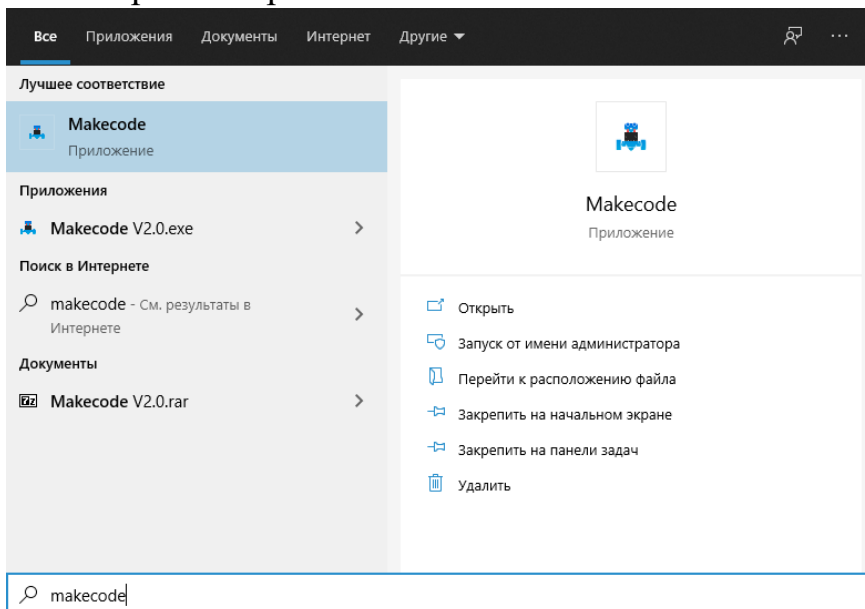 Все Приложения Документы Интернет Другие
Лучшее соответствие
Makecode
Приложение
Приложения
Makecode V2.0.exe
Поиск в Интернете
makecode - См. результаты в
Интернете
Документы
Makecode V2.0.rar
Makecode
Приложение
Открыть
Запуск от имени администратора
Перейти к расположению файла
Закрепить на начальном экране
Закрепить на панели задач
Удалить
makecode